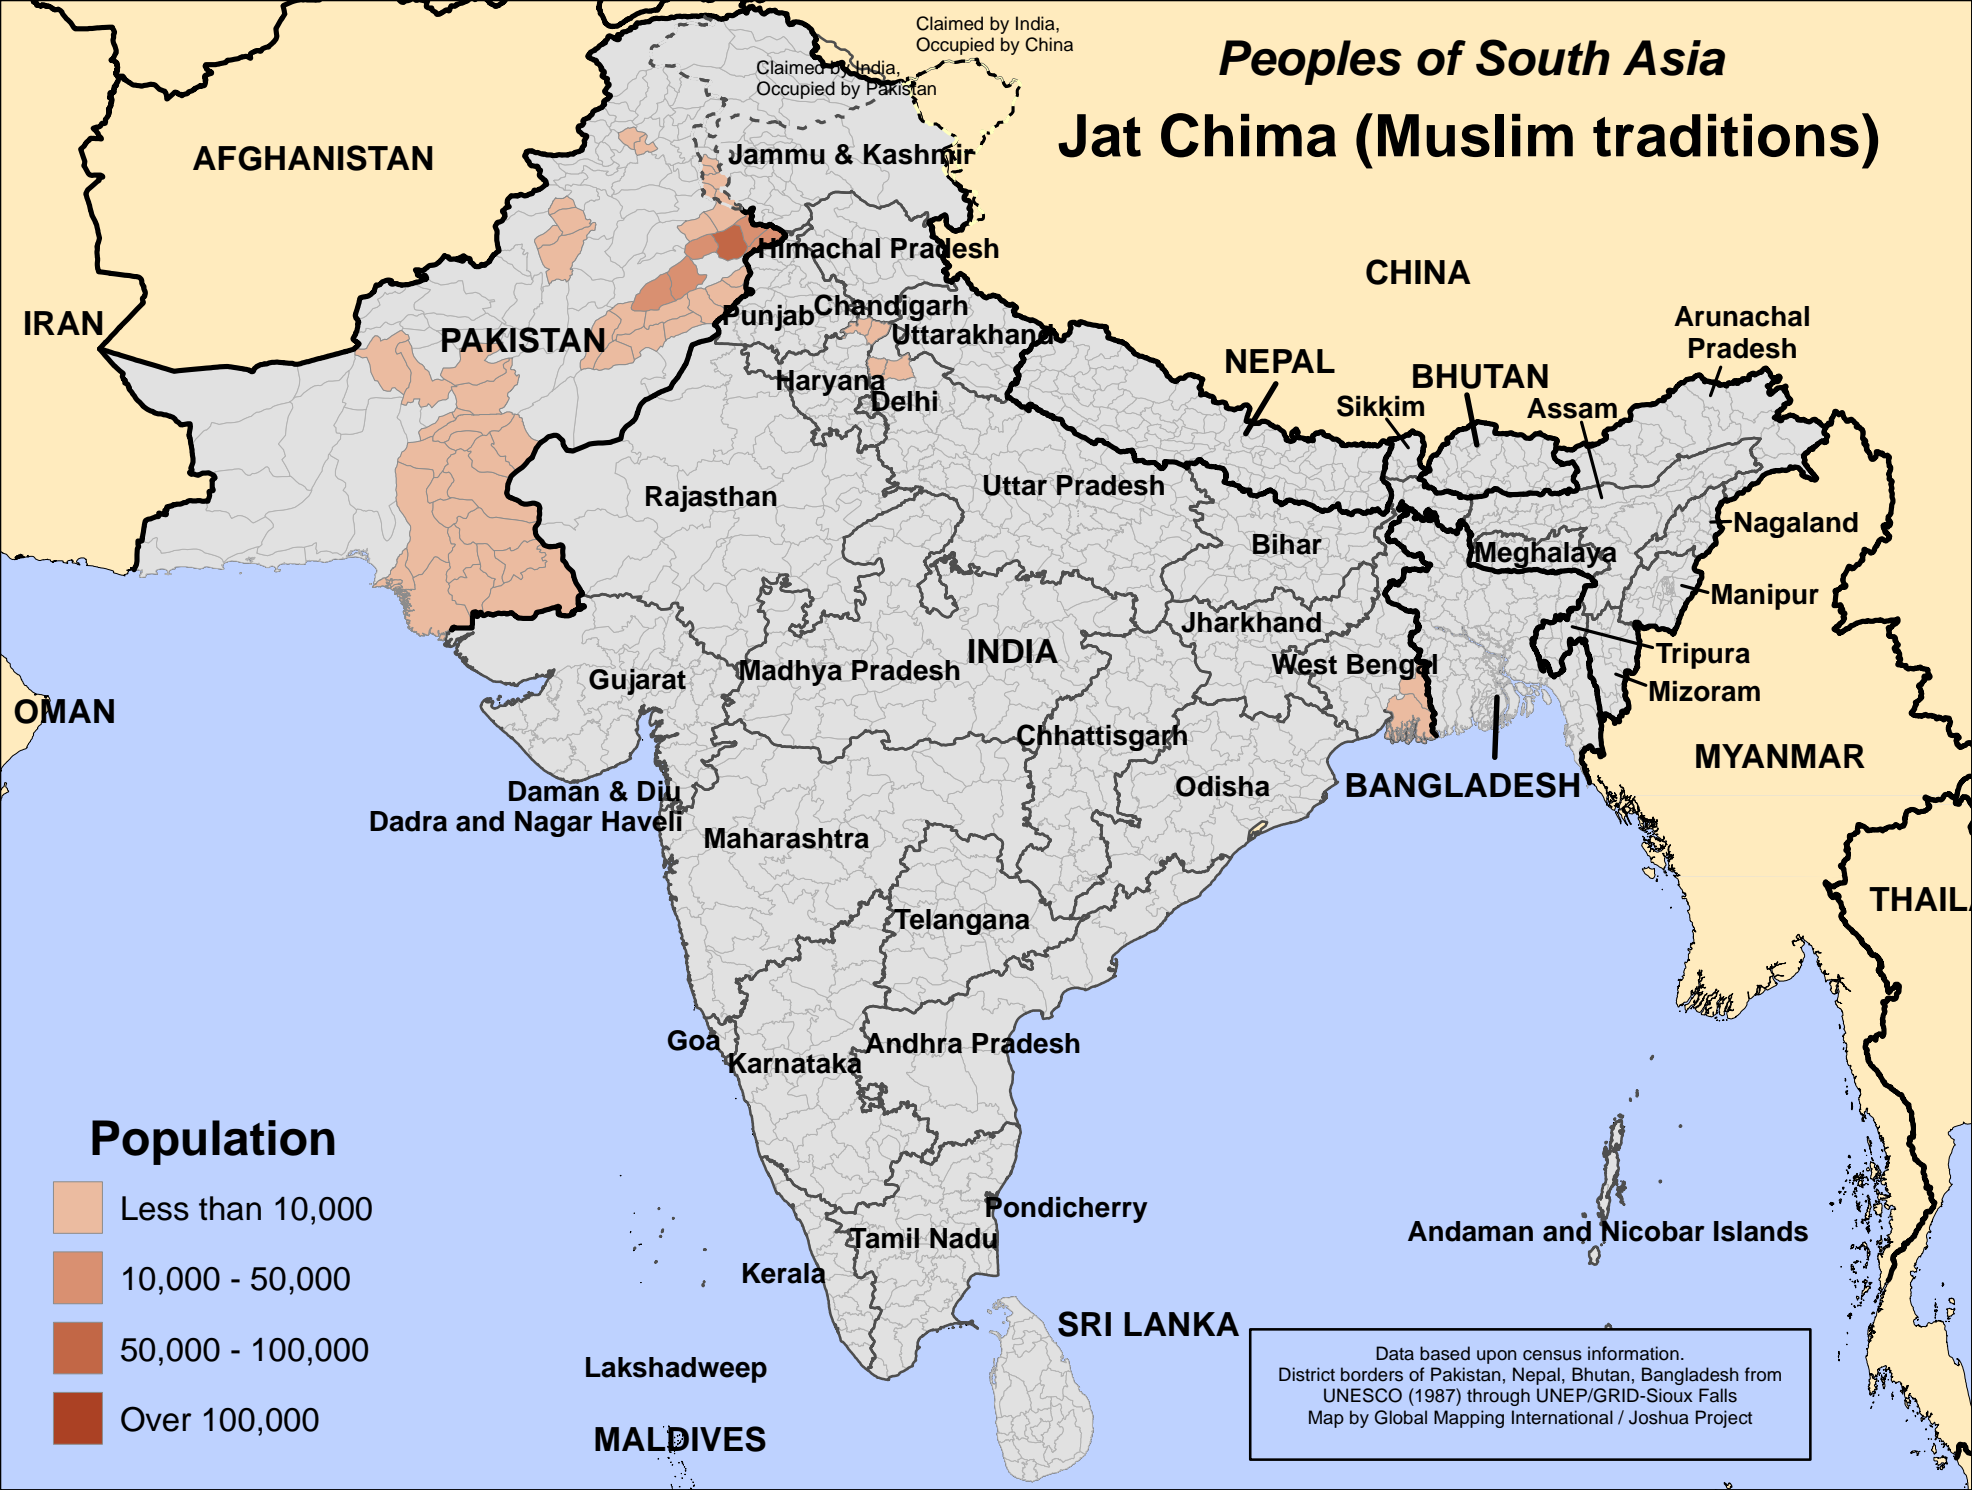 Claimed by India,
Occupied by China
Peoples of South Asia
Claimed by India,
Occupied by Pakistan
Jat Chima (Muslim traditions)
AFGHANISTAN
Jammu & Kashmir
Himachal Pradesh
CHINA
IRAN
PAKISTAN
Punjab
Chandigarh
Uttarakhand
Arunachal
Pradesh
NEPAL
BHUTAN
Haryana
Delhi
Sikkim
Assam
Rajasthan
Uttar Pradesh
Nagaland
Bihar
Meghalaya
Manipur
Jharkhand
INDIA
Tripura
West Bengal
Madhya Pradesh
Gujarat
Mizoram
OMAN
Chhattisgarh
MYANMAR
Odisha
BANGLADESH
Daman & Diu
Dadra and Nagar Haveli
Maharashtra
THAIL
Telangana
Goa
Andhra Pradesh
Karnataka
Population
Less than 10,000
10,000 - 50,000
50,000 - 100,000
Over 100,000
Pondicherry
Tamil Nadu
Andaman and Nicobar Islands
Kerala
SRI LANKA
Lakshadweep
MALDIVES
Data based upon census information.
District borders of Pakistan, Nepal, Bhutan, Bangladesh from
UNESCO (1987) through UNEP/GRID-Sioux Falls
Map by Global Mapping International / Joshua Project